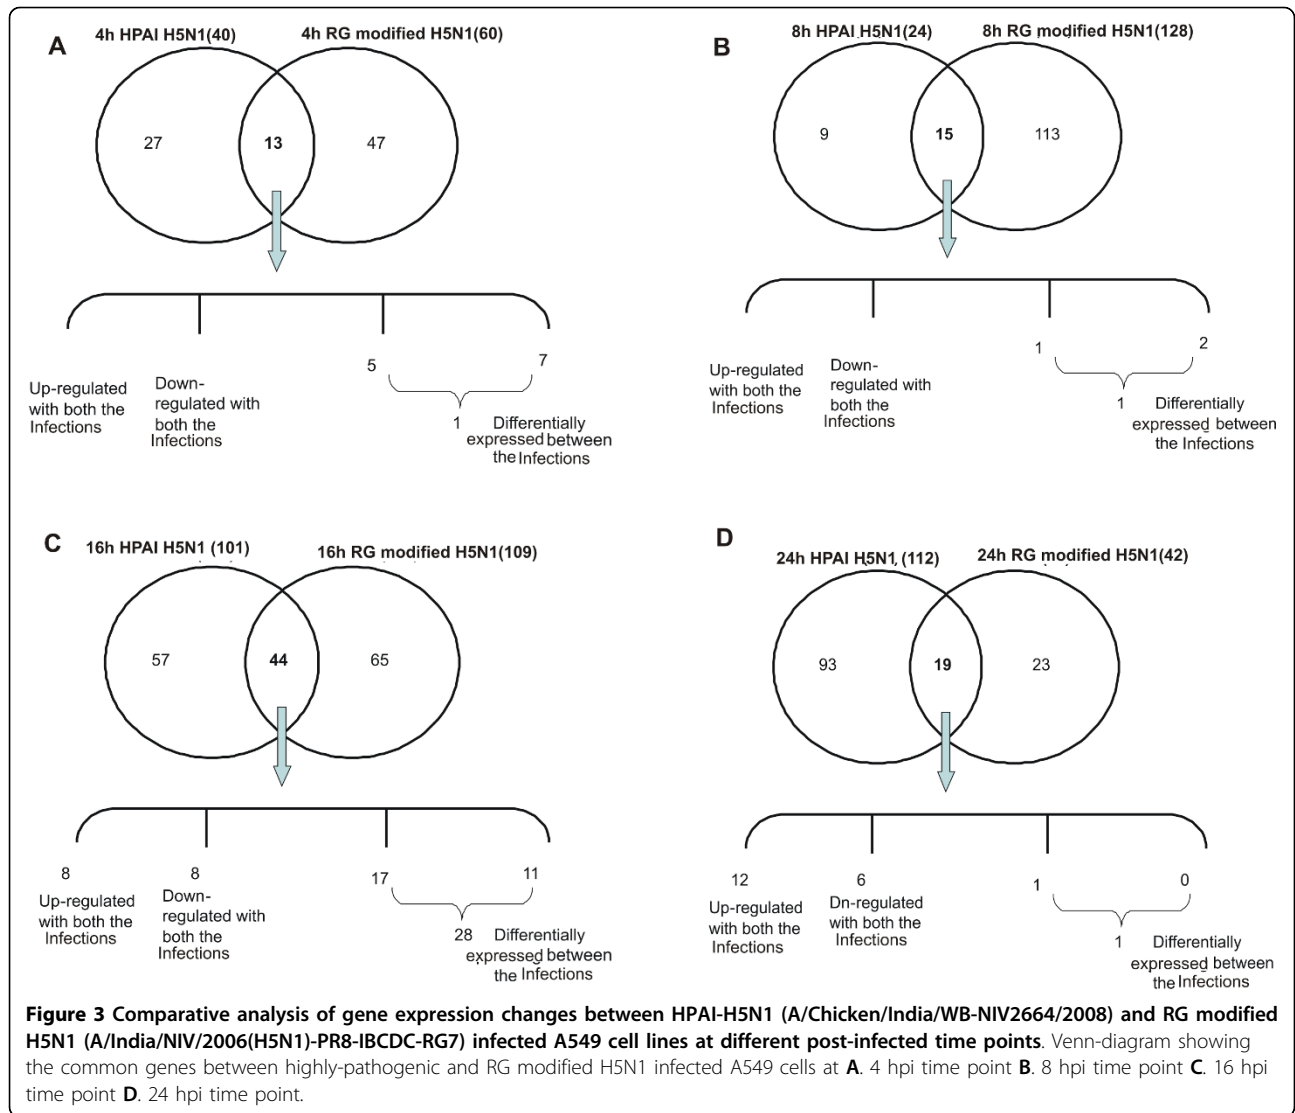 A
4h HPAI H5N1(40)
4h RG modified H5N1(60)
27
13
47
5
7
Up-regulated
with both the
Infections
Down-
regulated with
both the
Infections
1
Differentially
expressed between
the Infections
B
8h HPAI H5N1(24)
8h RG modified H5N1(128)
9
15
113
1
2
Up-regulated
with both the
Infections
Down-
regulated with
both the
Infections
1
Differentially
expressed between
the Infections
C
16h HPAI H5N1 (101)
16h RG modified H5N1(109)
57
44
65
8
8
17
11
Up-regulated
with both the
Infections
Down-
regulated with
both the
Infections
28
Differentially
expressed between
the Infections
D
24h HPAI H5N1, (112)
24h RG modified H5N1(42)
93
19
23
12
6
1
0
Up-regulated
with both the
Infections
Dn-regulated
with both the
Infections
1
Differentially
expressed between
the Infections
Figure 3 Comparative analysis of gene expression changes between HPAI-H5N1 (A/Chicken/India/WB-NIV2664/2008) and RG modified
H5N1 (A/India/NIV/2006(H5N1)-PR8-IBCDC-RG7) infected A549 cell lines at different post-infected time points. Venn-diagram showing
the common genes between highly-pathogenic and RG modified H5N1 infected A549 cells at A. 4 hpi time point B. 8 hpi time point C. 16 hpi
time point D. 24 hpi time point.